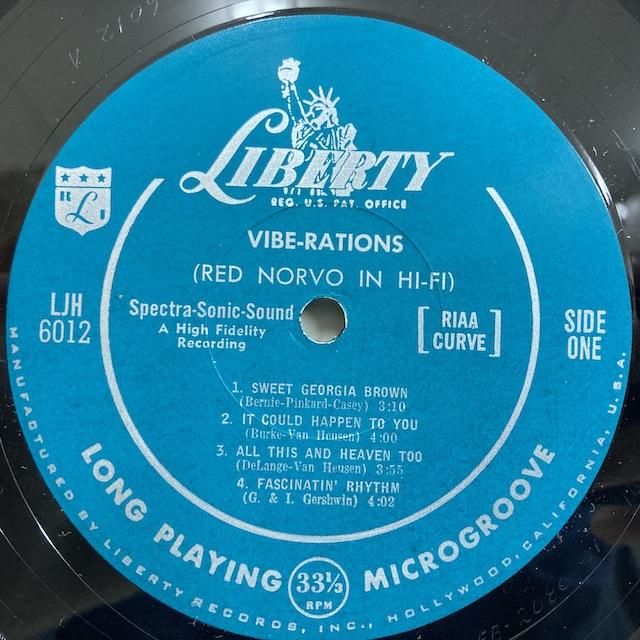 6012 A
LIBERTY
REG. U.S. PAT. OFFICE
R L I
VIBE-RATIONS
(RED NORVO IN HI-FI)
LJH
6012
Spectra-Sonic-Sound
A High Fidelity
Recording
[RIAA
CURVE]
SIDE
ONE
1. SWEET GEORGIA BROWN
(Bernie-Pinkard-Casey) 3:10
2. IT COULD HAPPEN TO YOU
(Burke-Van Heusen) 4:00
3. ALL THIS AND HEAVEN TOO
(DeLange-Van Heusen) 3:55
4. FASCINATIN' RHYTHM
(G. & I. Gershwin) 4:02
LONG PLAYING 33⅓ RPM MICROGROOVE
MANUFACTURED BY LIBERTY RECORDS, INC., HOLLYWOOD, CALIFORNIA, U.S.A.